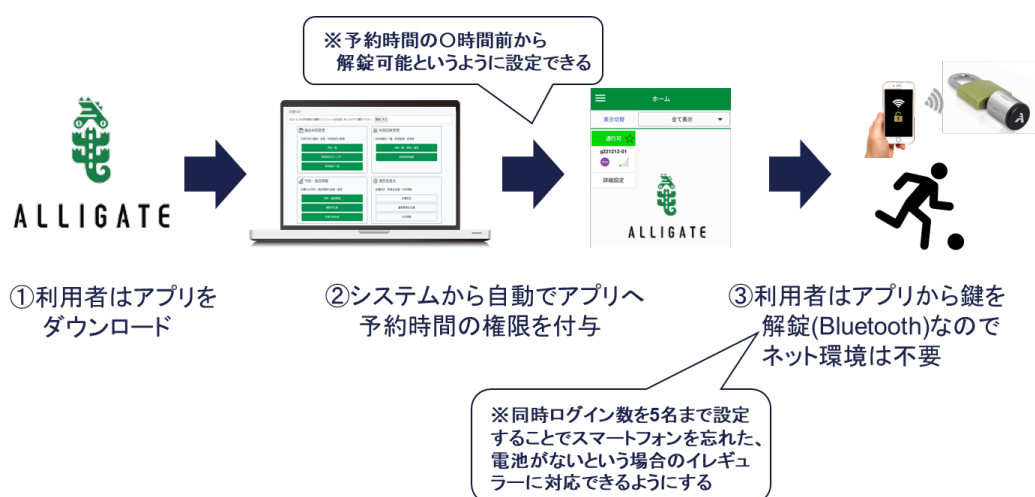 ※予約時間の〇時間前から
解錠可能というように設定できる
ALLIGATE
ホーム
表示切替
全て表示
通行可
g221212-01
詳細設定
ALLIGATE
①利用者はアプリを
ダウンロード
②システムから自動でアプリへ
予約時間の権限を付与
③利用者はアプリから鍵を
解錠(Bluetooth)なので
ネット環境は不要
※同時ログイン数を5名まで設定
することでスマートフォンを忘れた、
電池がないという場合のイレギュ
ラーに対応できるようにする